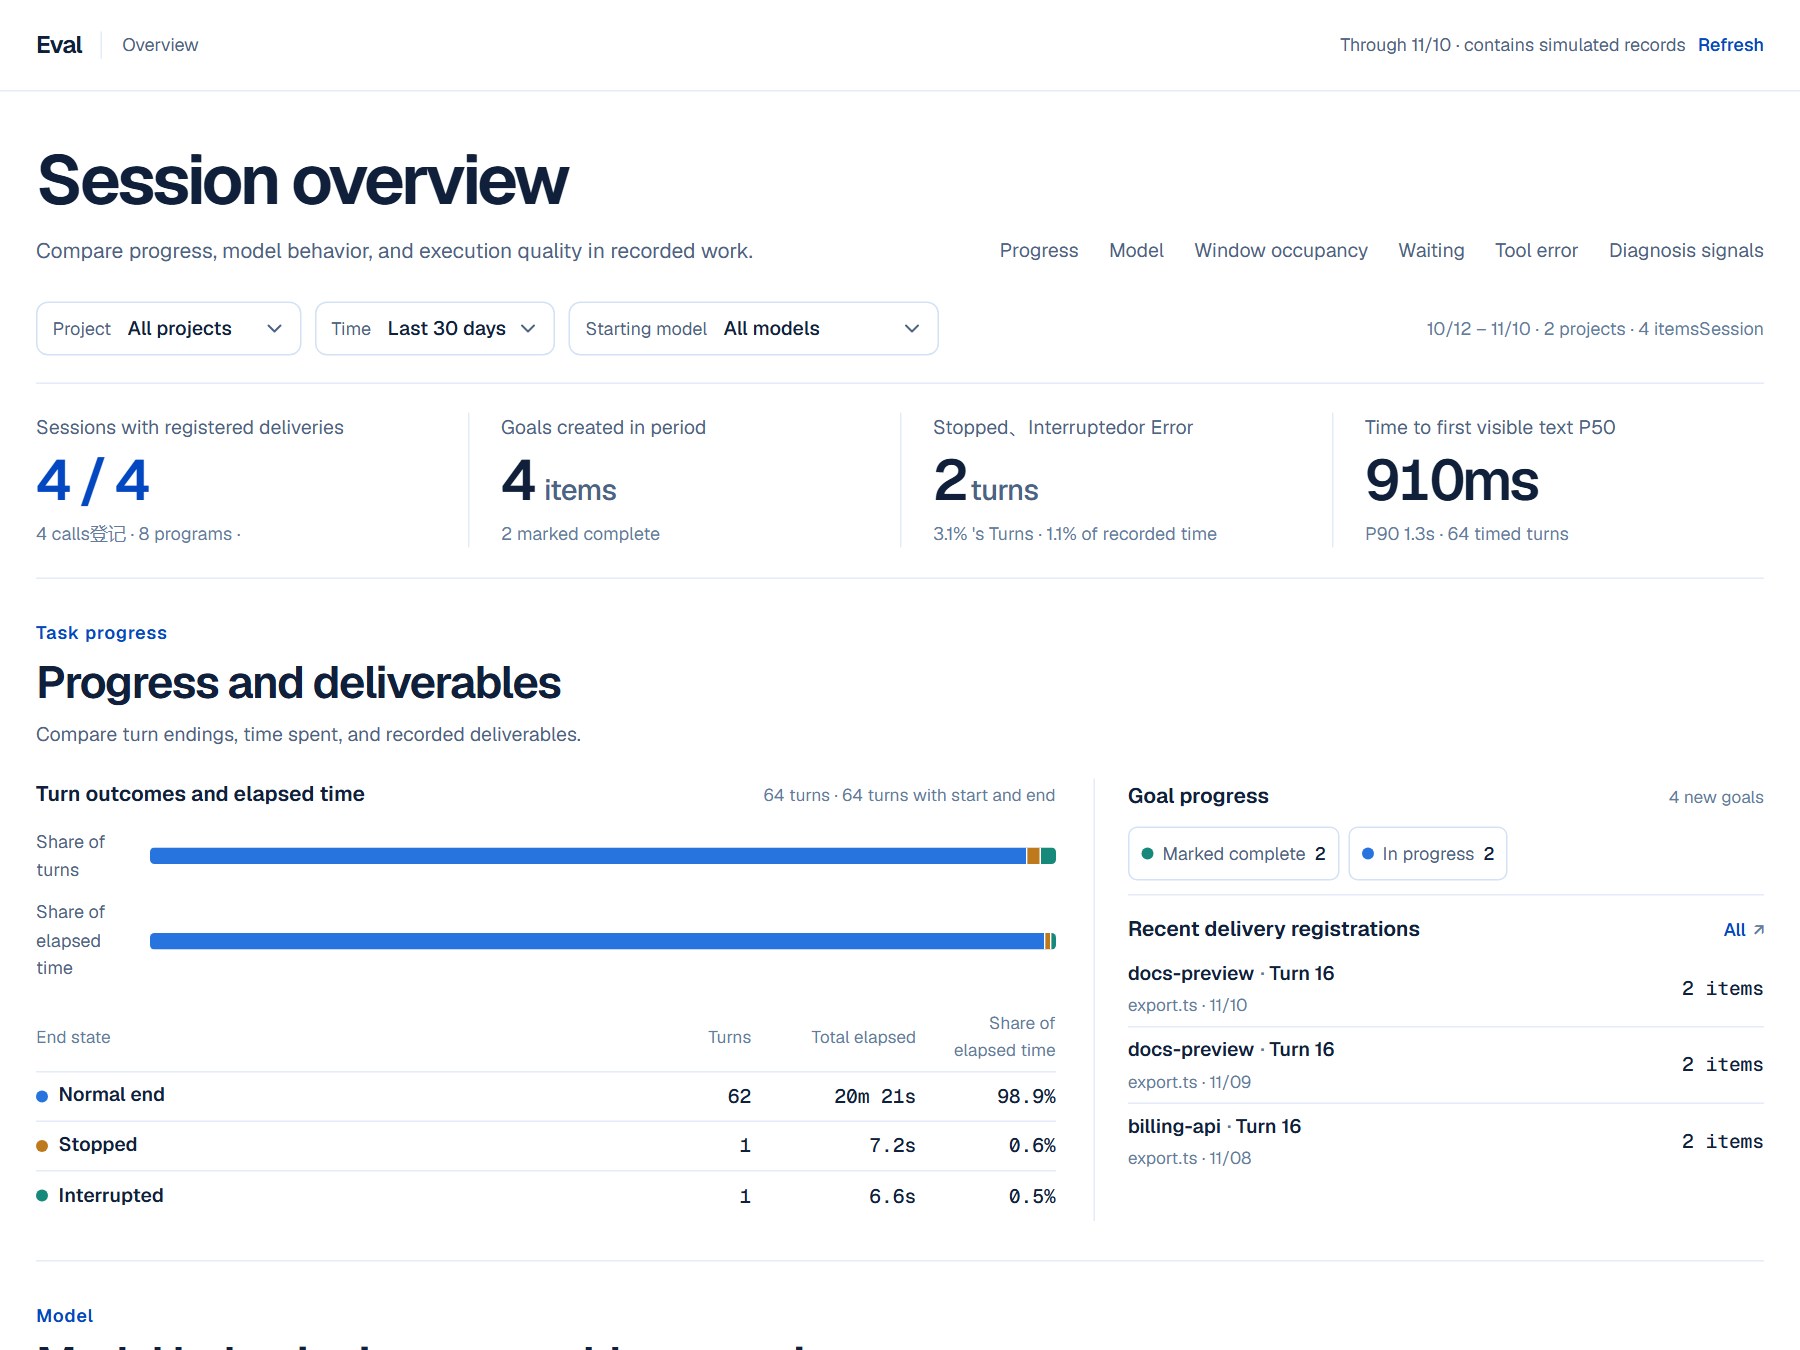 Eval
Overview
Through 11/10 · contains simulated records
Refresh
Session overview
Compare progress, model behavior, and execution quality in recorded work.
Progress
Model
Window occupancy
Waiting
Tool error
Diagnosis signals
Project All projects
Time Last 30 days
Starting model All models
10/12 – 11/10 · 2 projects · 4 itemsSession
Sessions with registered deliveries
4 / 4
4 calls登记 · 8 programs ·
Goals created in period
4 items
2 marked complete
Stopped、Interruptedor Error
2 turns
3.1% 's Turns · 1.1% of recorded time
Time to first visible text P50
910ms
P90 1.3s · 64 timed turns
Task progress
Progress and deliverables
Compare turn endings, time spent, and recorded deliverables.
Turn outcomes and elapsed time
64 turns · 64 turns with start and end
Share of
turns
Share of
elapsed
time
End state
Turns
Total elapsed
Share of
elapsed time
Normal end 62 20m 21s 98.9%
Stopped 1 7.2s 0.6%
Interrupted 1 6.6s 0.5%
Goal progress
4 new goals
Marked complete 2
In progress 2
Recent delivery registrations
All ↗
docs-preview · Turn 16
export.ts · 11/10
2 items
docs-preview · Turn 16
export.ts · 11/09
2 items
billing-api · Turn 16
export.ts · 11/08
2 items
Model